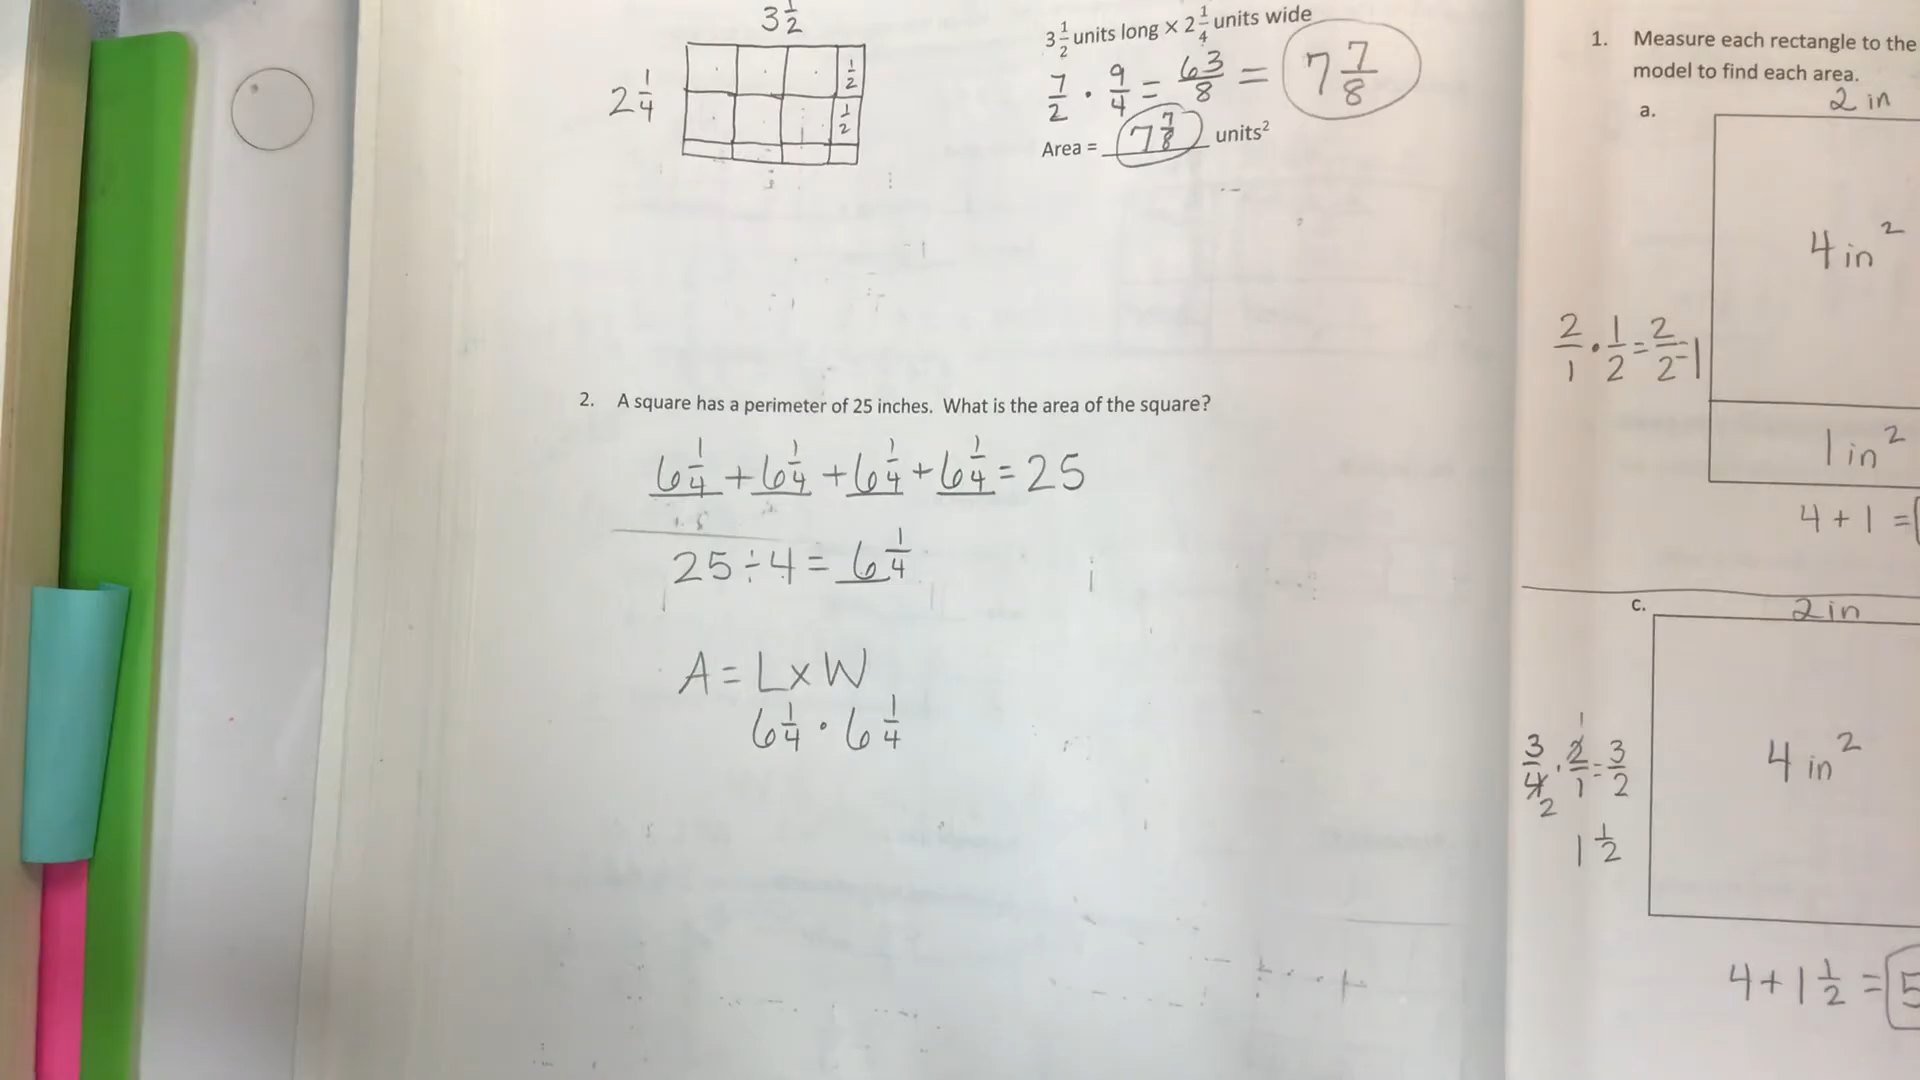 3 1/2
2 1/4
1/2
1/2
3 1/2 units long × 2 1/4 units wide
7/2 · 9/4 = 63/8 = 7 7/8
Area = 7 7/8 units²
2. A square has a perimeter of 25 inches. What is the area of the square?
6 1/4 + 6 1/4 + 6 1/4 + 6 1/4 = 25
25 ÷ 4 = 6 1/4
A = L x W
6 1/4 · 6 1/4
1. Measure each rectangle to the
model to find each area.
a.
2 in
4 in²
2/1 · 1/2 = 2/2 = 1
1 in²
4 + 1 =
c.
2 in
4 in²
3/4 · 2/1 = 3/2
1
2
1 1/2
4 + 1 1/2 = 5